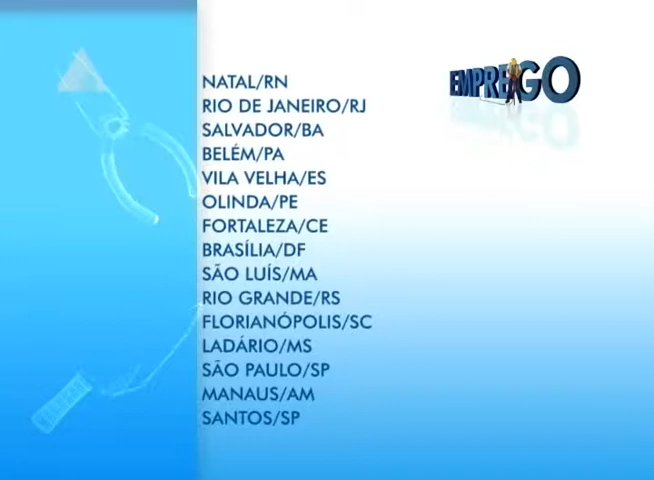 EMPREGO
NATAL/RN
RIO DE JANEIRO/RJ
SALVADOR/BA
BELÉM/PA
VILA VELHA/ES
OLINDA/PE
FORTALEZA/CE
BRASÍLIA/DF
SÃO LUÍS/MA
RIO GRANDE/RS
FLORIANÓPOLIS/SC
LADÁRIO/MS
SÃO PAULO/SP
MANAUS/AM
SANTOS/SP